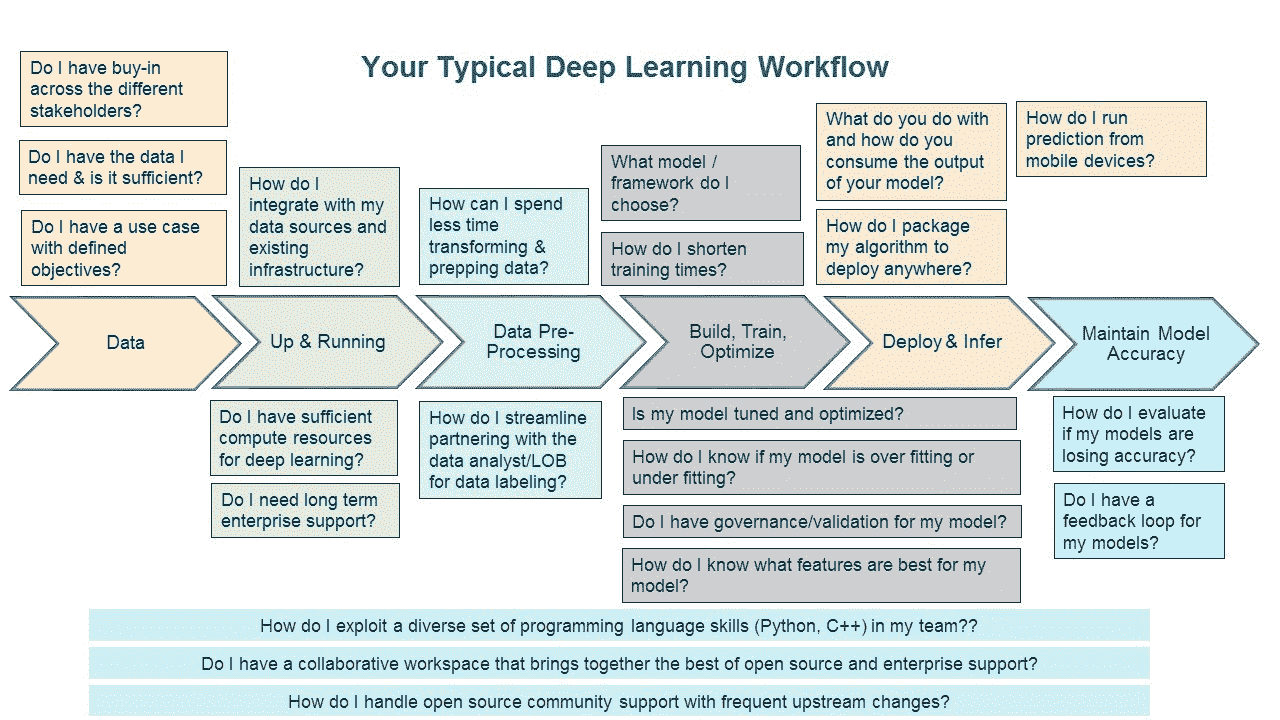 Your Typical Deep Learning Workflow
Do I have buy-in
across the different
stakeholders?
Do I have the data I
need & is it sufficient?
Do I have a use case
with defined
objectives?
How do I
integrate with my
data sources and
existing
infrastructure?
How can I spend
less time
transforming &
prepping data?
What model /
framework do I
choose?
How do I shorten
training times?
What do you do with
and how do you
consume the output
of your model?
How do I package
my algorithm to
deploy anywhere?
How do I run
prediction from
mobile devices?
Data
Up & Running
Data Pre-
Processing
Build, Train,
Optimize
Deploy & Infer
Maintain Model
Accuracy
Do I have sufficient
compute resources
for deep learning?
Do I need long term
enterprise support?
How do I streamline
partnering with the
data analyst/LOB
for data labeling?
Is my model tuned and optimized?
How do I know if my model is over fitting or
under fitting?
Do I have governance/validation for my model?
How do I know what features are best for my
model?
How do I evaluate
if my models are
losing accuracy?
Do I have a
feedback loop for
my models?
How do I exploit a diverse set of programming language skills (Python, C++) in my team??
Do I have a collaborative workspace that brings together the best of open source and enterprise support?
How do I handle open source community support with frequent upstream changes?